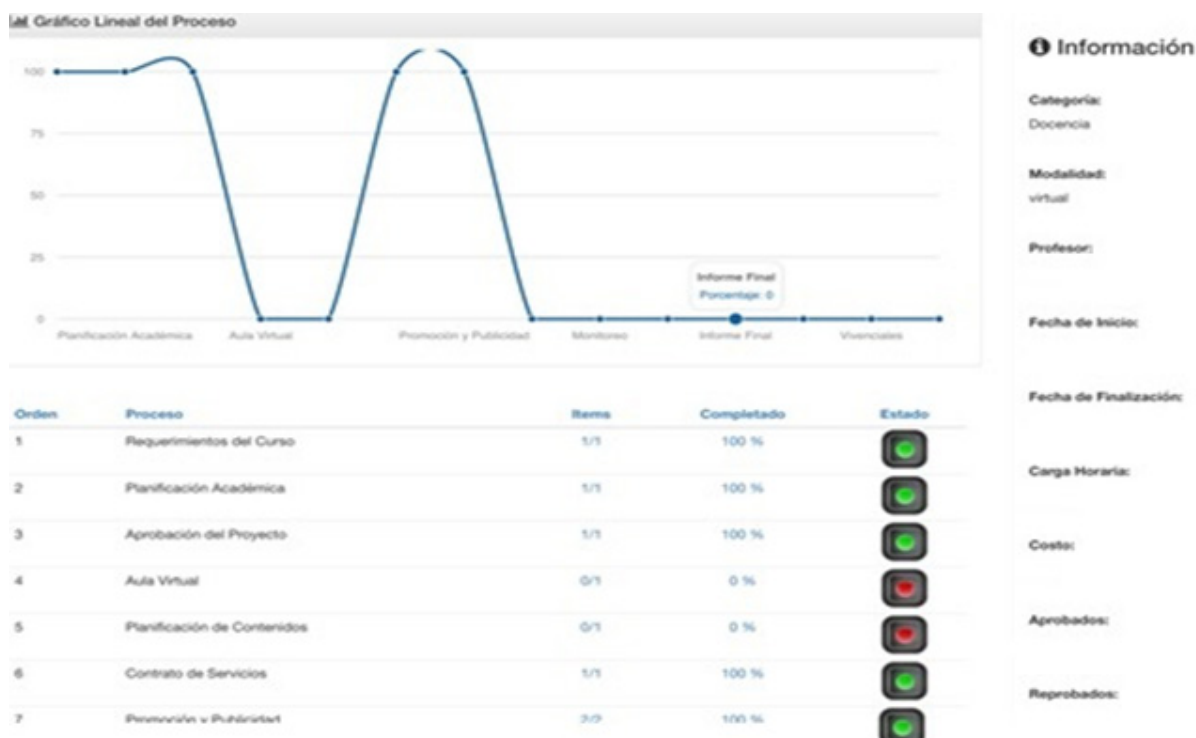 Gráfico Lineal del Proceso
100
75
50
25
0
Informe Final
Porcentaje: 0
Planificación Académica
Aula Virtual
Promoción y Publicidad
Monitoreo
Informe Final
Vivenciales
Orden Proceso Items Completado Estado
1 Requerimientos del Curso 1/1 100 %
2 Planificación Académica 1/1 100 %
3 Aprobación del Proyecto 1/1 100 %
4 Aula Virtual 0/1 0 %
5 Planificación de Contenidos 0/1 0 %
6 Contrato de Servicios 1/1 100 %
7 Promoción y Publicidad 2/2 100 %
Información
Categoría:
Docencia
Modalidad:
virtual
Profesor:
Fecha de Inicio:
Fecha de Finalización:
Carga Horaria:
Costo:
Aprobados:
Reprobados: